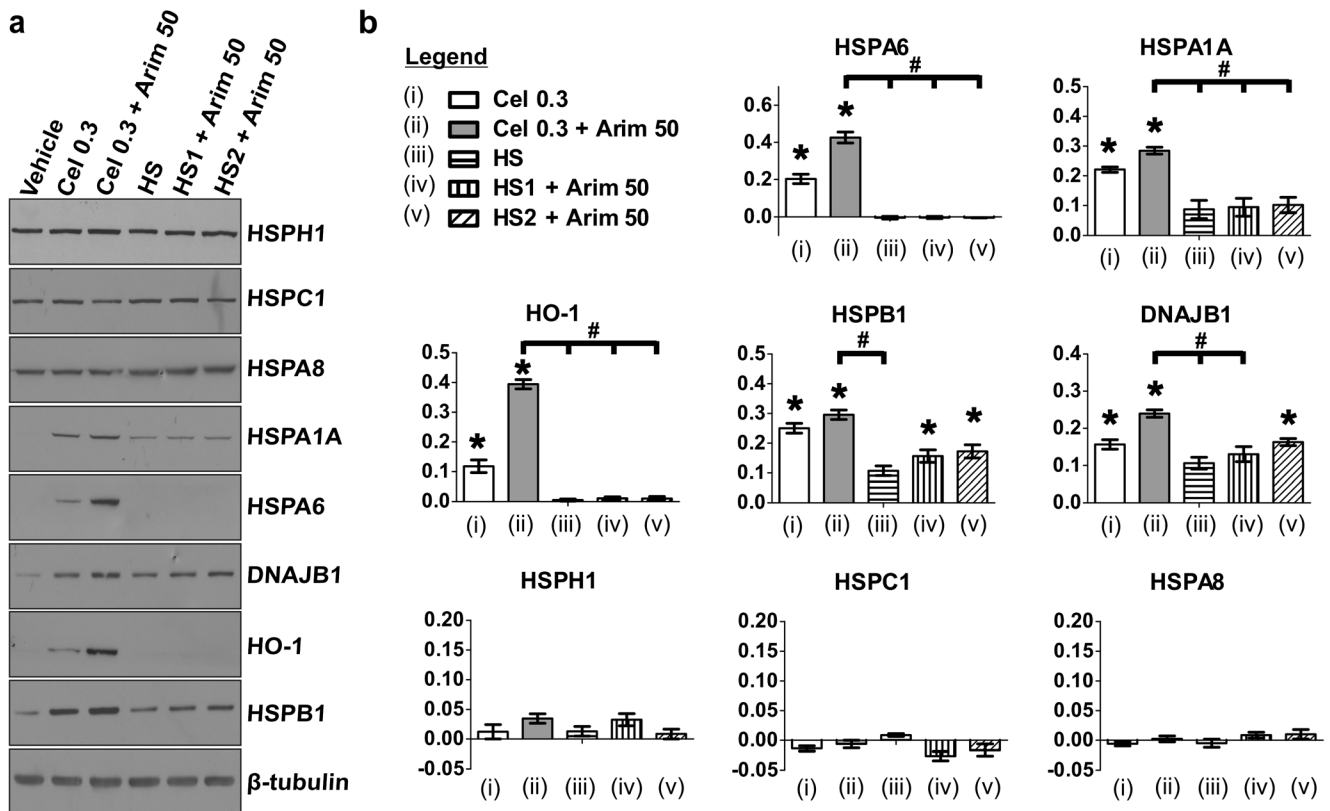 a
Vehicle
Cel 0.3
Cel 0.3 + Arim 50
HS
HS1 + Arim 50
HS2 + Arim 50
HSPH1
HSPC1
HSPA8
HSPA1A
HSPA6
DNAJB1
HO-1
HSPB1
β-tubulin
b
Legend
(i) Cel 0.3
(ii) Cel 0.3 + Arim 50
(iii) HS
(iv) HS1 + Arim 50
(v) HS2 + Arim 50
HSPA6
#
* *
0.6
0.4
0.2
0.0
(i) (ii) (iii) (iv) (v)
HSPA1A
#
* *
0.5
0.4
0.3
0.2
0.1
0.0
(i) (ii) (iii) (iv) (v)
HO-1
#
* *
0.5
0.4
0.3
0.2
0.1
0.0
(i) (ii) (iii) (iv) (v)
HSPB1
#
* * * *
0.5
0.4
0.3
0.2
0.1
0.0
(i) (ii) (iii) (iv) (v)
DNAJB1
#
* * *
0.4
0.3
0.2
0.1
0.0
(i) (ii) (iii) (iv) (v)
HSPH1
0.20
0.15
0.10
0.05
0.00
-0.05
(i) (ii) (iii) (iv) (v)
HSPC1
0.20
0.15
0.10
0.05
0.00
-0.05
(i) (ii) (iii) (iv) (v)
HSPA8
0.20
0.15
0.10
0.05
0.00
-0.05
(i) (ii) (iii) (iv) (v)